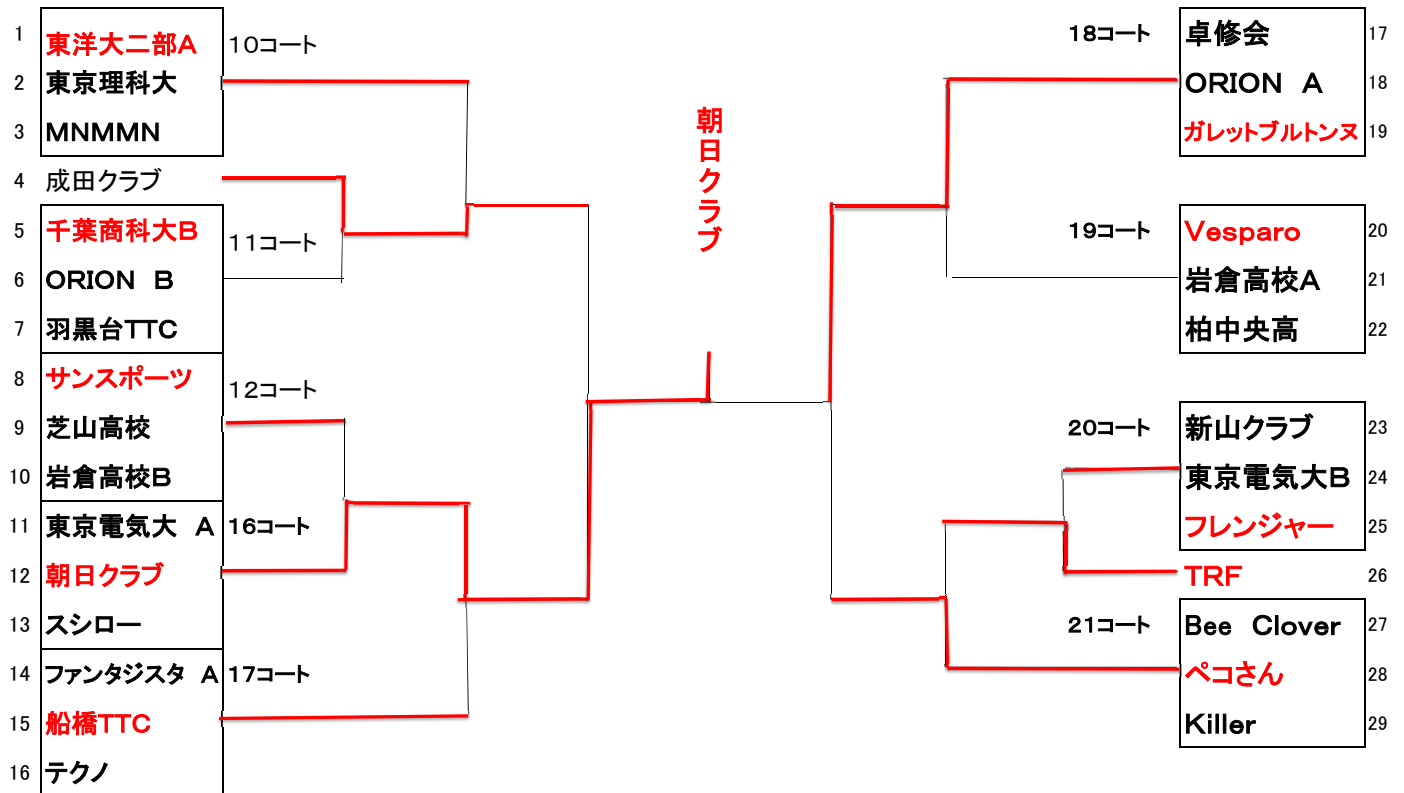 1 東洋大二部A 10コート
2 東京理科大
3 MNMMN
4 成田クラブ
5 千葉商科大B 11コート
6 ORION B
7 羽黒台TTC
8 サンスポーツ 12コート
9 芝山高校
10 岩倉高校B
11 東京電気大 A 16コート
12 朝日クラブ
13 スシロー
14 ファンタジスタ A 17コート
15 船橋TTC
16 テクノ
朝日クラブ
18コート 卓修会 17
ORION A 18
ガレットブルトンヌ 19
19コート Vesparo 20
岩倉高校A 21
柏中央高 22
20コート 新山クラブ 23
東京電気大B 24
フレンジャー 25
TRF 26
21コート Bee Clover 27
ペコさん 28
Killer 29